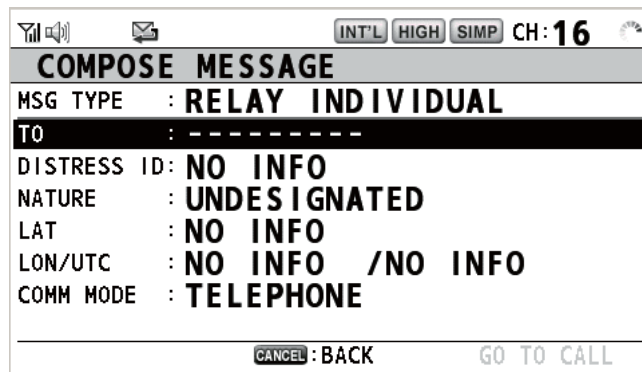 INT'L HIGH SIMP CH:16
COMPOSE MESSAGE
MSG TYPE : RELAY INDIVIDUAL
TO : ---------
DISTRESS ID: NO INFO
NATURE : UNDESIGNATED
LAT : NO INFO
LON/UTC : NO INFO /NO INFO
COMM MODE : TELEPHONE
CANCEL : BACK GO TO CALL